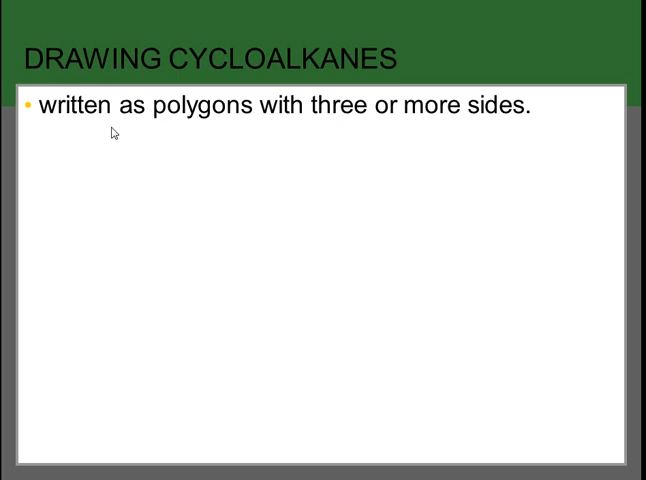 DRAWING CYCLOALKANES
• written as polygons with three or more sides.